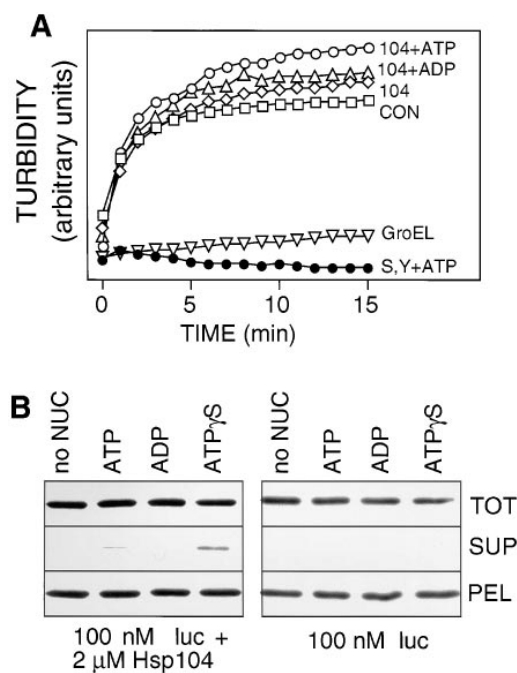 A
TURBIDITY
(arbitrary units)
104+ATP
104+ADP
104
CON
GroEL
S,Y+ATP
0 5 10 15
TIME (min)
B
no NUC ATP ADP ATPγS no NUC ATP ADP ATPγS
TOT
SUP
PEL
100 nM luc + 100 nM luc
2 μM Hsp104